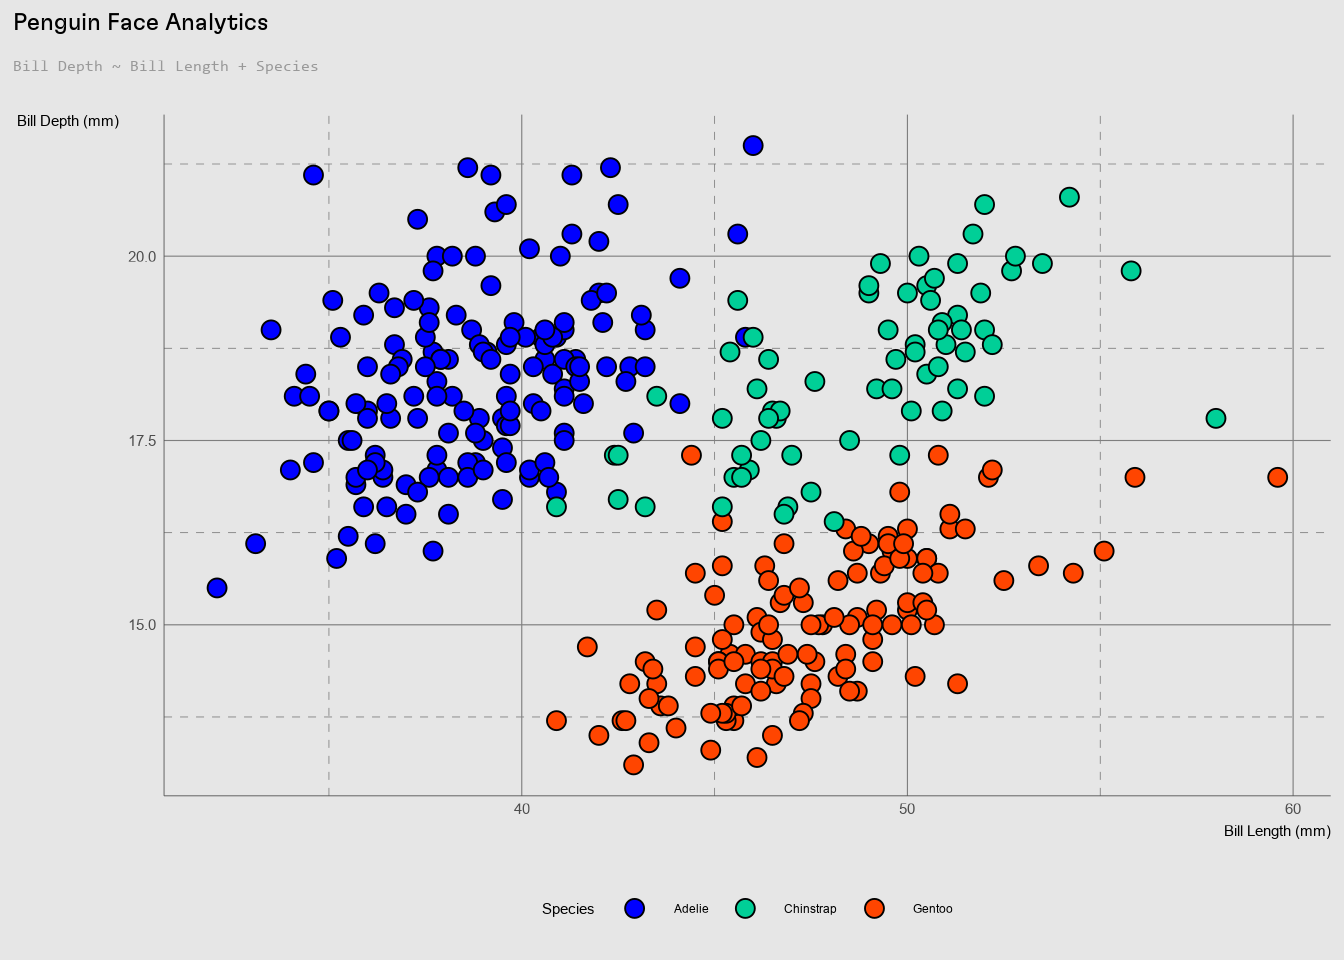 Penguin Face Analytics
Bill Depth ~ Bill Length + Species
Bill Depth (mm)
20.0
17.5
15.0
40 50 60
Bill Length (mm)
Species Adelie Chinstrap Gentoo